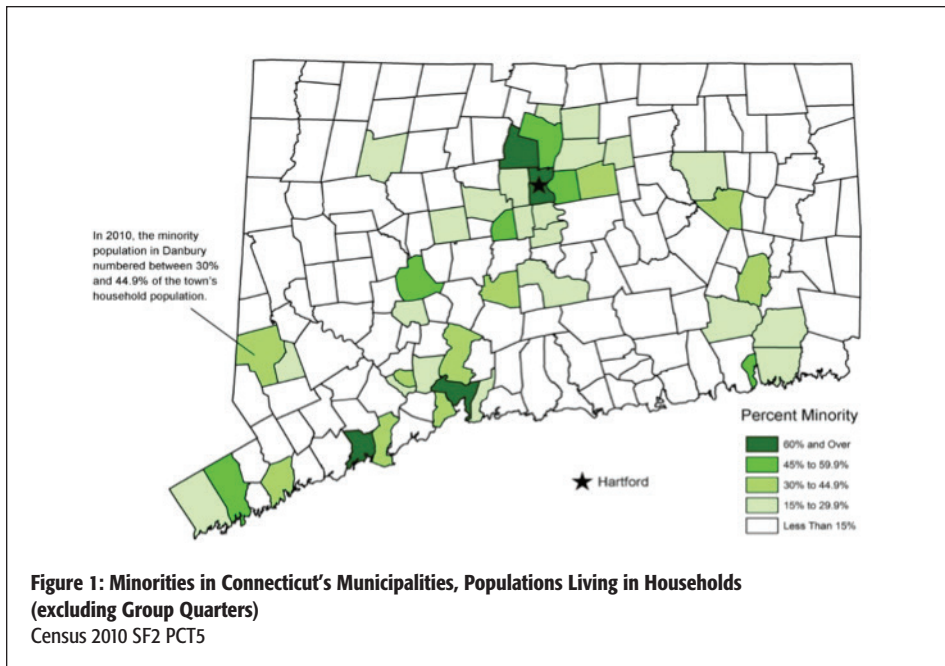 In 2010, the minority
population in Danbury
numbered between 30%
and 44.9% of the town's
household population.
Percent Minority
60% and Over
45% to 59.9%
30% to 44.9%
15% to 29.9%
Less Than 15%
Hartford
Figure 1: Minorities in Connecticut's Municipalities, Populations Living in Households
(excluding Group Quarters)
Census 2010 SF2 PCT5